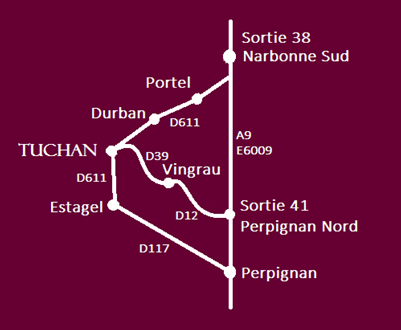 Sortie 38
Narbonne Sud
Portel
Durban
D611
A9
E6009
TUCHAN
D39
Vingrau
D611
Estagel
D12
Sortie 41
Perpignan Nord
D117
Perpignan